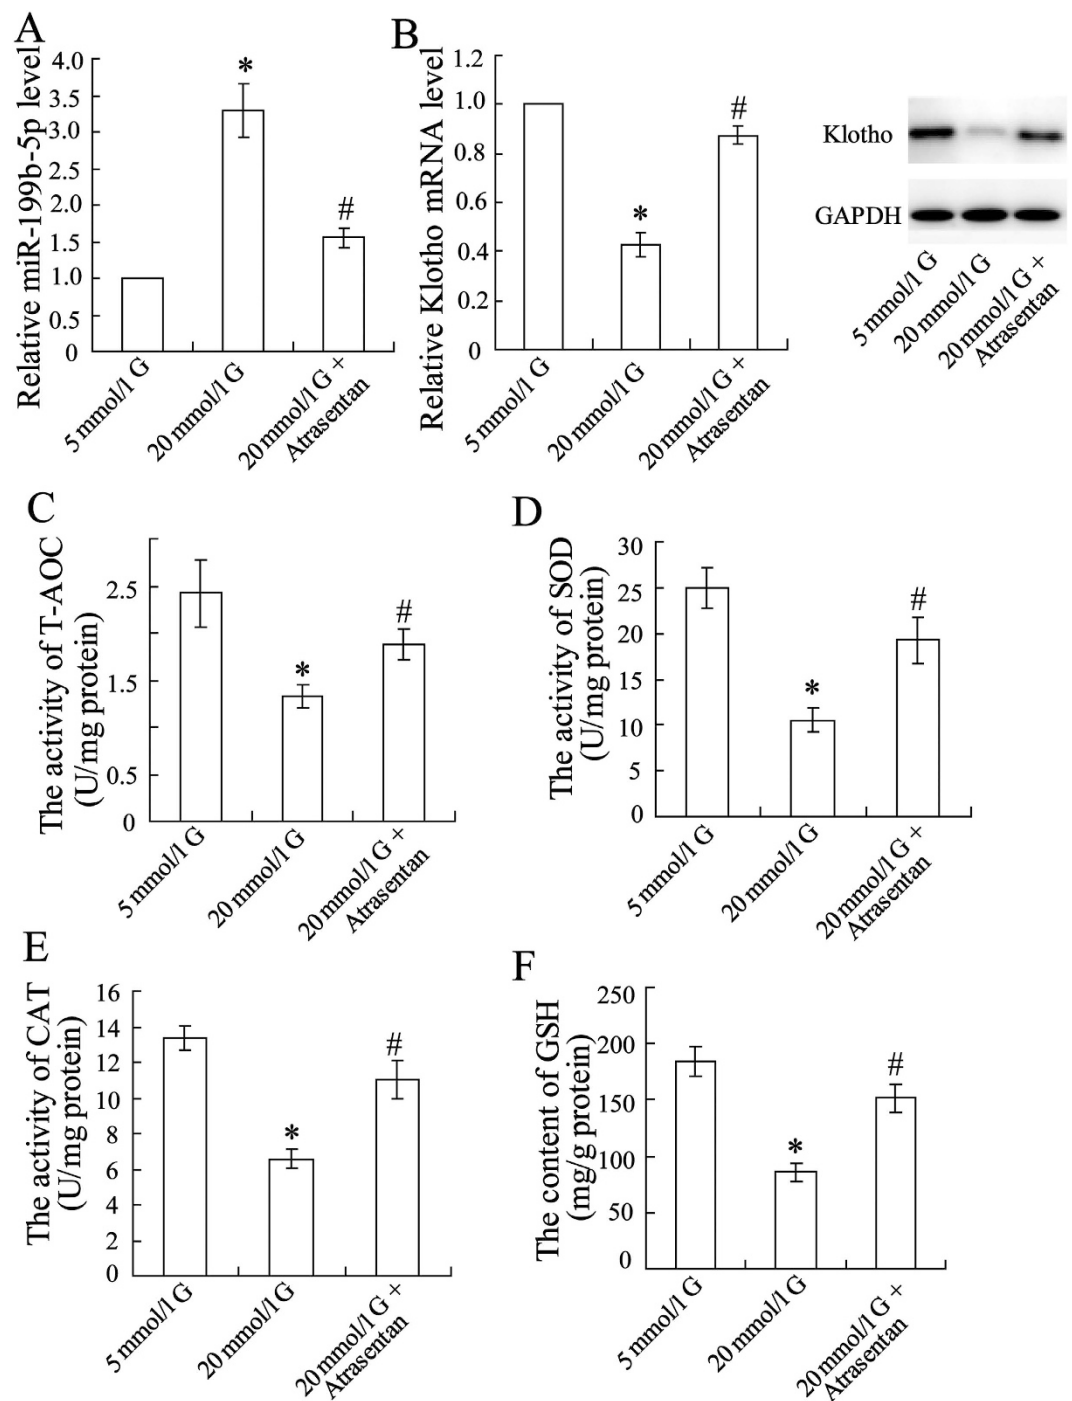 A
Relative miR-199b-5p level
4.0
3.5
3.0
2.5
2.0
1.5
1.0
0.5
0
*
#
5 mmol/l G
20 mmol/l G
20 mmol/l G +
Atrasentan
B
Relative Klotho mRNA level
1.2
1.0
0.8
0.6
0.4
0.2
0
*
#
5 mmol/l G
20 mmol/l G
20 mmol/l G +
Atrasentan
Klotho
GAPDH
5 mmol/l G
20 mmol/l G
20 mmol/l G +
Atrasentan
C
The activity of T-AOC
(U/mg protein)
2.5
1.5
0.5
0
*
#
5 mmol/l G
20 mmol/l G
20 mmol/l G +
Atrasentan
D
The activity of SOD
(U/mg protein)
30
25
20
15
10
5
0
*
#
5 mmol/l G
20 mmol/l G
20 mmol/l G +
Atrasentan
E
The activity of CAT
(U/mg protein)
16
14
12
10
8
6
4
2
0
*
#
5 mmol/l G
20 mmol/l G
20 mmol/l G +
Atrasentan
F
The content of GSH
(mg/g protein)
250
200
150
100
50
0
*
#
5 mmol/l G
20 mmol/l G
20 mmol/l G +
Atrasentan